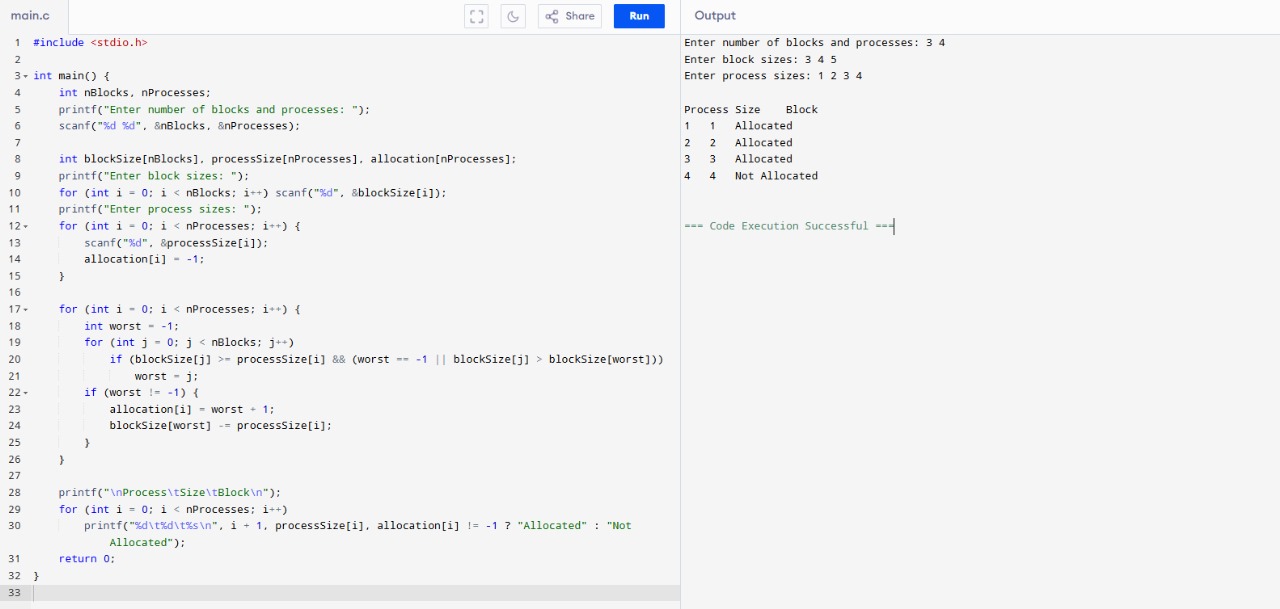 main.c
Share
Run
Output
1 #include <stdio.h>
2
3 int main() {
4     int nBlocks, nProcesses;
5     printf("Enter number of blocks and processes: ");
6     scanf("%d %d", &nBlocks, &nProcesses);
7
8     int blockSize[nBlocks], processSize[nProcesses], allocation[nProcesses];
9     printf("Enter block sizes: ");
10     for (int i = 0; i < nBlocks; i++) scanf("%d", &blockSize[i]);
11     printf("Enter process sizes: ");
12     for (int i = 0; i < nProcesses; i++) {
13         scanf("%d", &processSize[i]);
14         allocation[i] = -1;
15     }
16
17     for (int i = 0; i < nProcesses; i++) {
18         int worst = -1;
19         for (int j = 0; j < nBlocks; j++)
20             if (blockSize[j] >= processSize[i] && (worst == -1 || blockSize[j] > blockSize[worst]))
21                 worst = j;
22         if (worst != -1) {
23             allocation[i] = worst + 1;
24             blockSize[worst] -= processSize[i];
25         }
26     }
27
28     printf("\nProcess\tSize\tBlock\n");
29     for (int i = 0; i < nProcesses; i++)
30         printf("%d\t%d\t%s\n", i + 1, processSize[i], allocation[i] != -1 ? "Allocated" : "Not
            Allocated");
31     return 0;
32 }
33
Enter number of blocks and processes: 3 4
Enter block sizes: 3 4 5
Enter process sizes: 1 2 3 4

Process Size    Block
1   1   Allocated
2   2   Allocated
3   3   Allocated
4   4   Not Allocated

=== Code Execution Successful ===